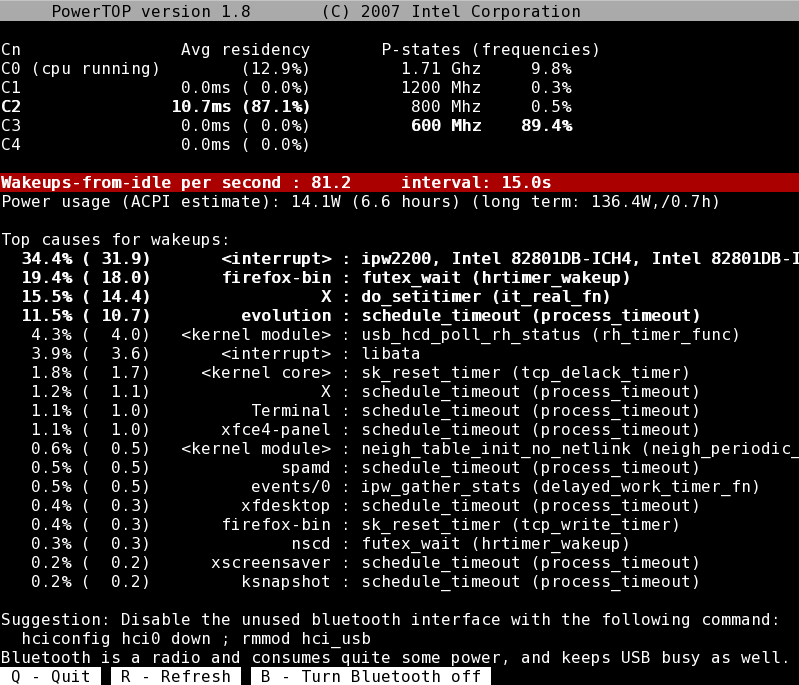 PowerTOP version 1.8 (C) 2007 Intel Corporation
Cn Avg residency P-states (frequencies)
C0 (cpu running) (12.9%) 1.71 Ghz 9.8%
C1 0.0ms ( 0.0%) 1200 Mhz 0.3%
C2 10.7ms (87.1%) 800 Mhz 0.5%
C3 0.0ms ( 0.0%) 600 Mhz 89.4%
C4 0.0ms ( 0.0%)
Wakeups-from-idle per second : 81.2 interval: 15.0s
Power usage (ACPI estimate): 14.1W (6.6 hours) (long term: 136.4W,/0.7h)
Top causes for wakeups:
34.4% ( 31.9) <interrupt> : ipw2200, Intel 82801DB-ICH4, Intel 82801DB-I
19.4% ( 18.0) firefox-bin : futex_wait (hrtimer_wakeup)
15.5% ( 14.4) X : do_setitimer (it_real_fn)
11.5% ( 10.7) evolution : schedule_timeout (process_timeout)
4.3% ( 4.0) <kernel module> : usb_hcd_poll_rh_status (rh_timer_func)
3.9% ( 3.6) <interrupt> : libata
1.8% ( 1.7) <kernel core> : sk_reset_timer (tcp_delack_timer)
1.2% ( 1.1) X : schedule_timeout (process_timeout)
1.1% ( 1.0) Terminal : schedule_timeout (process_timeout)
1.1% ( 1.0) xfce4-panel : schedule_timeout (process_timeout)
0.6% ( 0.5) <kernel module> : neigh_table_init_no_netlink (neigh_periodic_
0.5% ( 0.5) spamd : schedule_timeout (process_timeout)
0.5% ( 0.5) events/0 : ipw_gather_stats (delayed_work_timer_fn)
0.4% ( 0.3) xfdesktop : schedule_timeout (process_timeout)
0.4% ( 0.3) firefox-bin : sk_reset_timer (tcp_write_timer)
0.3% ( 0.3) nscd : futex_wait (hrtimer_wakeup)
0.2% ( 0.2) xscreensaver : schedule_timeout (process_timeout)
0.2% ( 0.2) ksnapshot : schedule_timeout (process_timeout)
Suggestion: Disable the unused bluetooth interface with the following command:
hciconfig hci0 down ; rmmod hci_usb
Bluetooth is a radio and consumes quite some power, and keeps USB busy as well.
Q - Quit R - Refresh B - Turn Bluetooth off